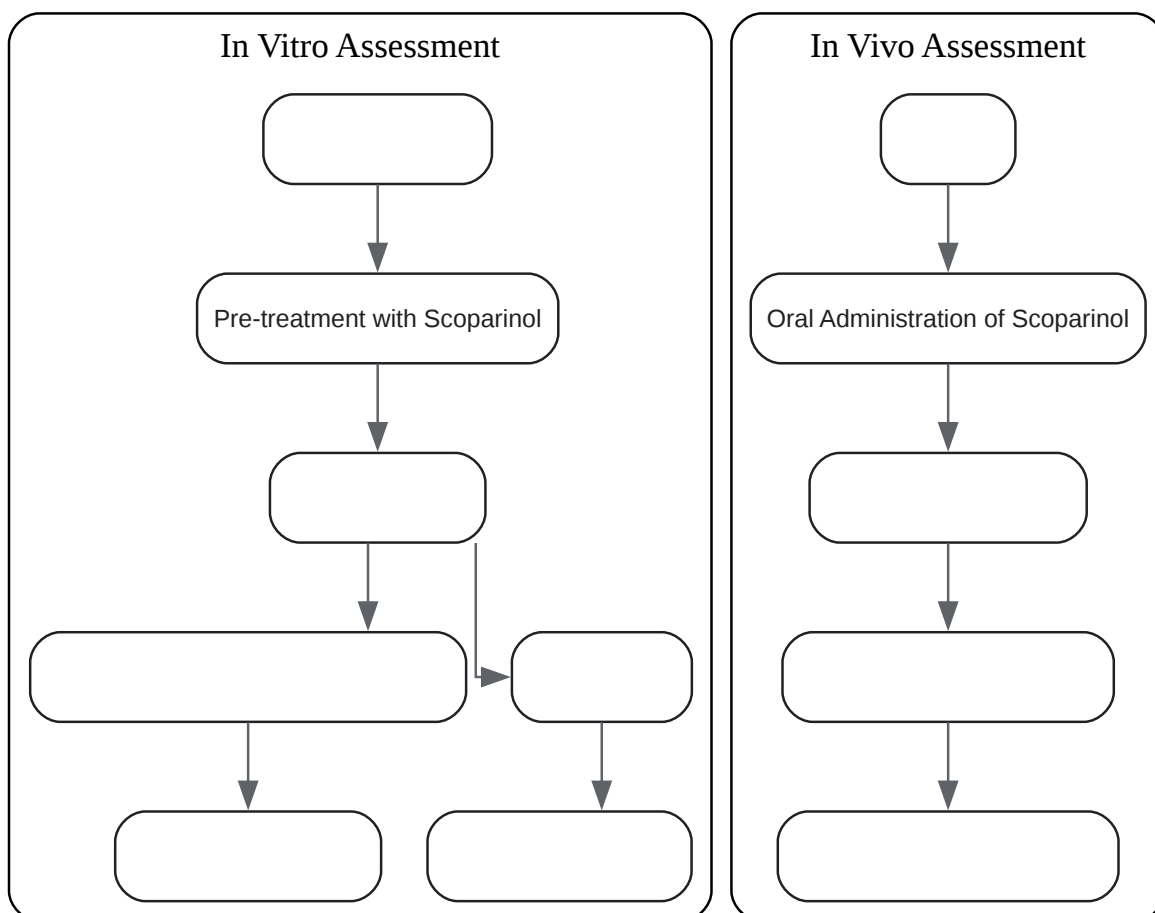 In Vitro Assessment
In Vivo Assessment
Pre-treatment with Scoparinol
Oral Administration of Scoparinol